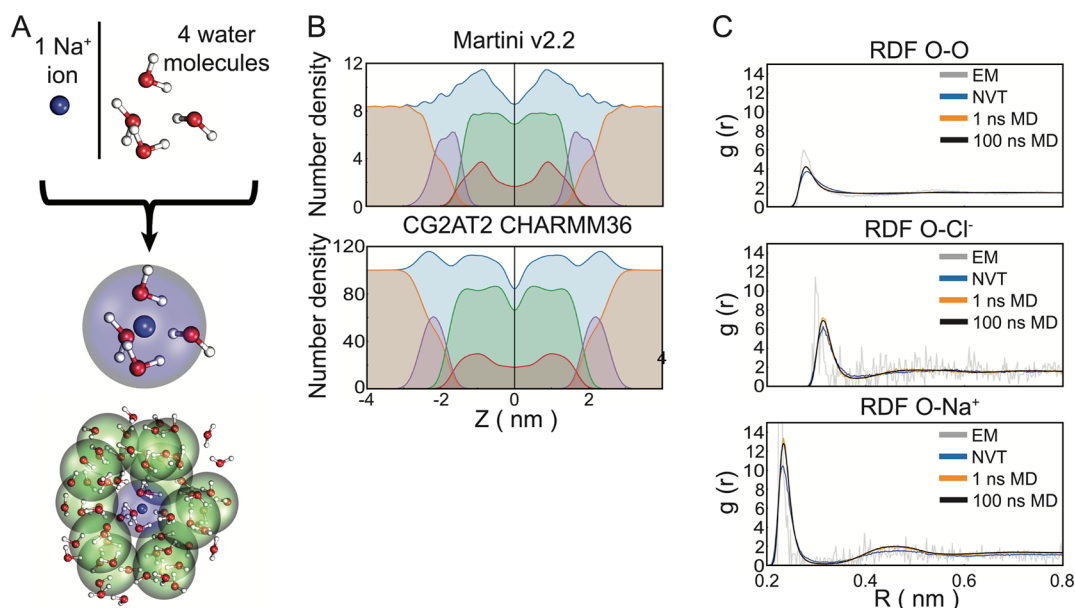 A
1 Na⁺
ion
4 water
molecules
B
Martini v2.2
Number density
12
8
4
0
CG2AT2 CHARMM36
Number density
120
80
40
0
4
-4
-2
0
2
Z ( nm )
C
RDF O-O
g (r)
14
12
10
8
6
4
2
0
EM
NVT
1 ns MD
100 ns MD
RDF O-Cl⁻
g (r)
14
12
10
8
6
4
2
0
EM
NVT
1 ns MD
100 ns MD
RDF O-Na⁺
g (r)
14
12
10
8
6
4
2
0
EM
NVT
1 ns MD
100 ns MD
0.2
0.4
0.6
0.8
R ( nm )